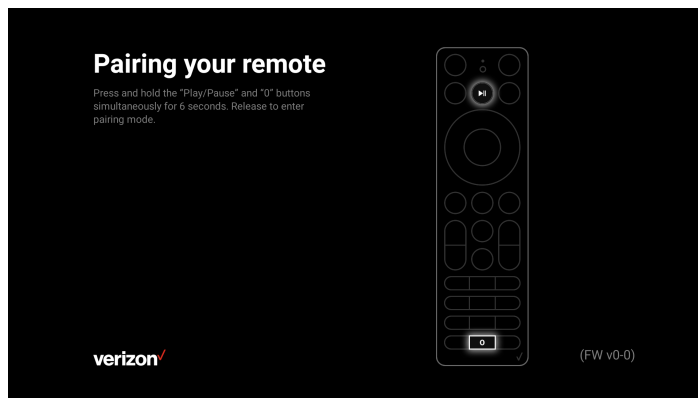 Pairing your remote
Press and hold the “Play/Pause” and “0” buttons
simultaneously for 6 seconds. Release to enter
pairing mode.
0
verizon
(FW v0-0)